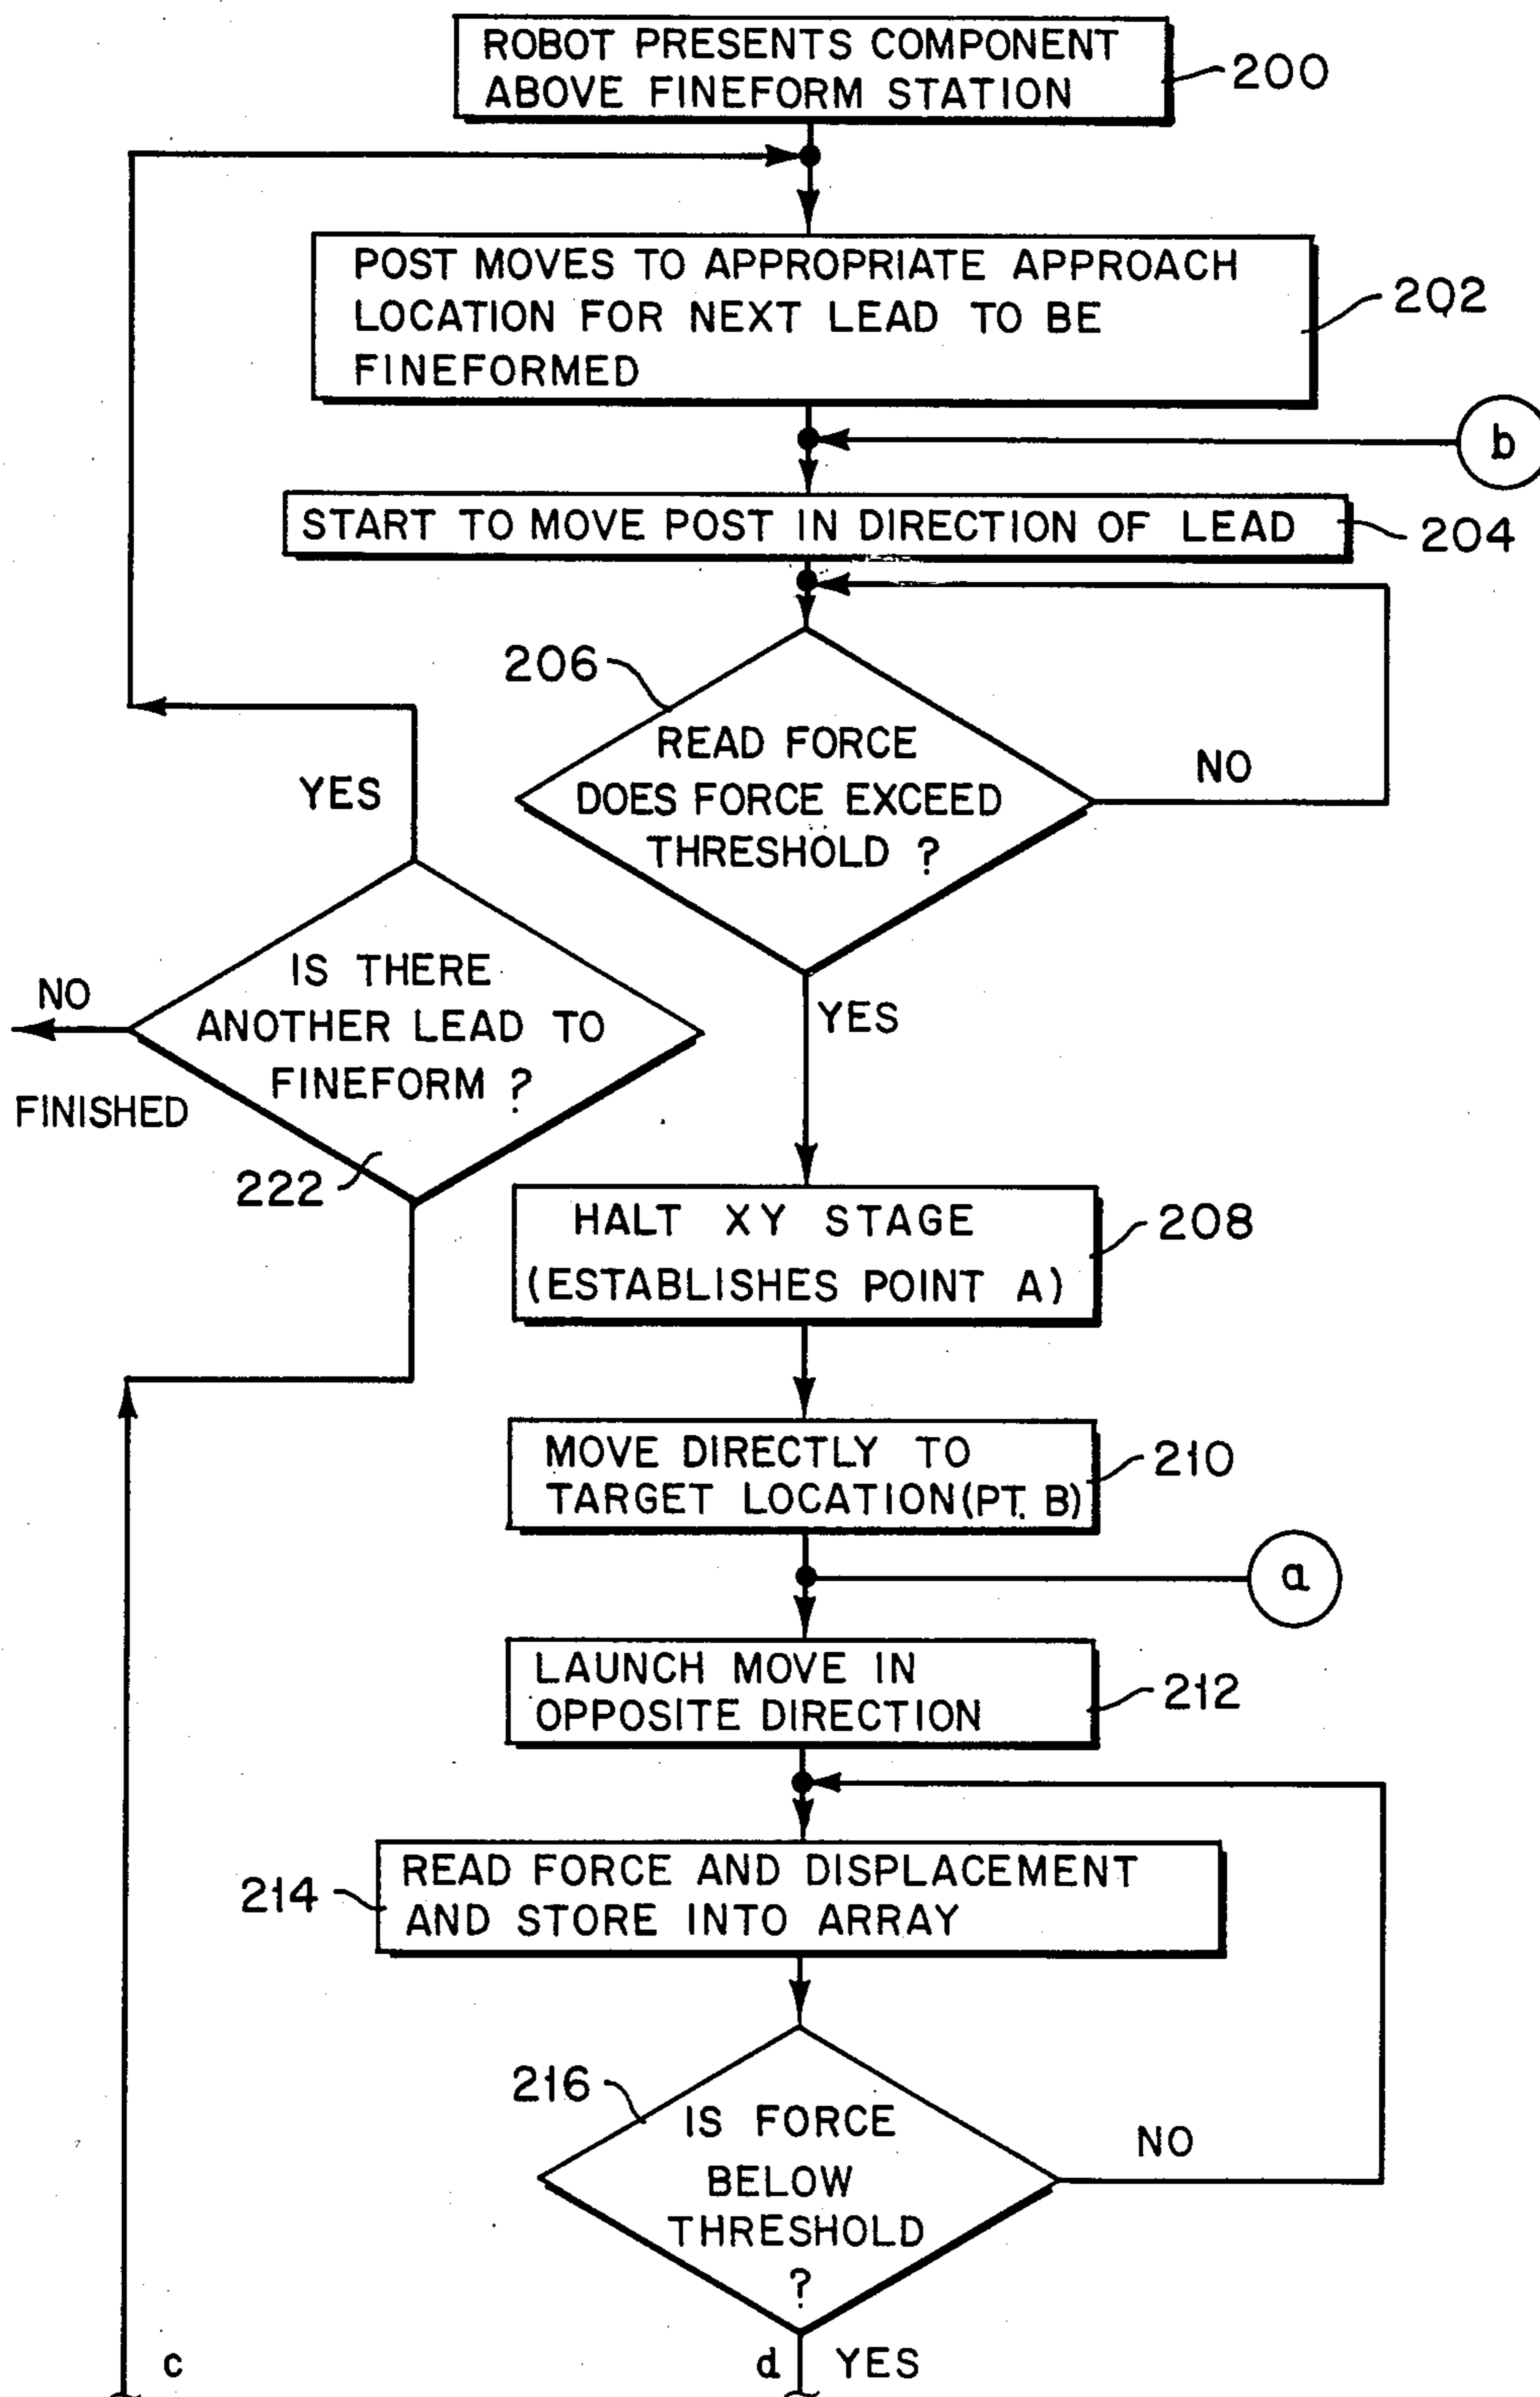 ROBOT PRESENTS COMPONENT
ABOVE FINEFORM STATION
200
POST MOVES TO APPROPRIATE APPROACH
LOCATION FOR NEXT LEAD TO BE
FINEFORMED
202
b
START TO MOVE POST IN DIRECTION OF LEAD
204
206
READ FORCE
DOES FORCE EXCEED
THRESHOLD ?
NO
YES
YES
IS THERE
ANOTHER LEAD TO
FINEFORM ?
NO
FINISHED
222
HALT XY STAGE
(ESTABLISHES POINT A)
208
MOVE DIRECTLY TO
TARGET LOCATION (PT. B)
210
a
LAUNCH MOVE IN
OPPOSITE DIRECTION
212
READ FORCE AND DISPLACEMENT
AND STORE INTO ARRAY
214
216
IS FORCE
BELOW
THRESHOLD
?
NO
c
d YES